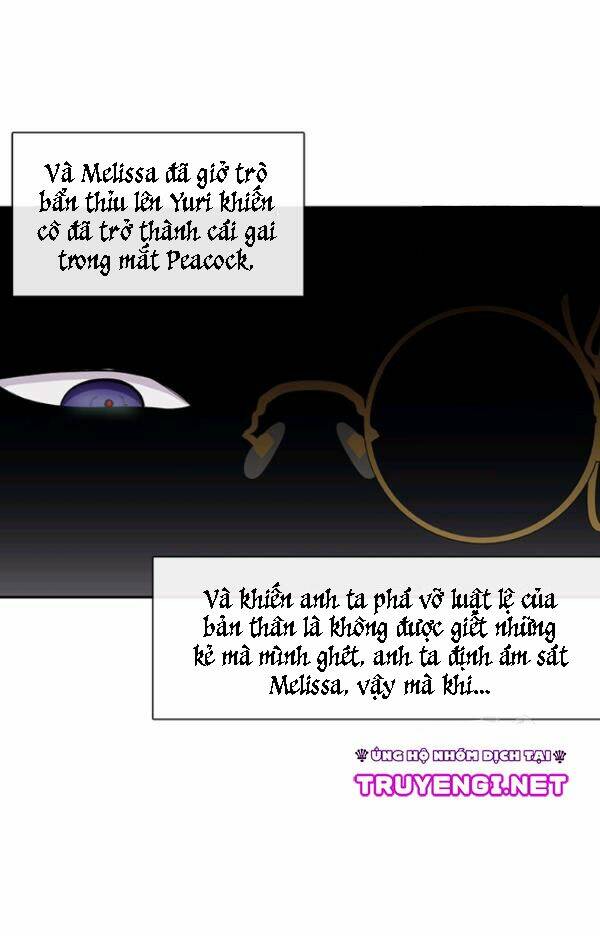 Và Melissa đã giở trò
bẩn thỉu lên Yuri khiến
cô đã trở thành cái gai
trong mắt Peacock.
Và khiến anh ta phá vỡ luật lệ của
bản thân là không được giết những
kẻ mà mình ghét, anh ta định ám sát
Melissa, vậy mà khi...
ỦNG HỘ NHÓM DỊCH TẠI
TRUYENGI.NET